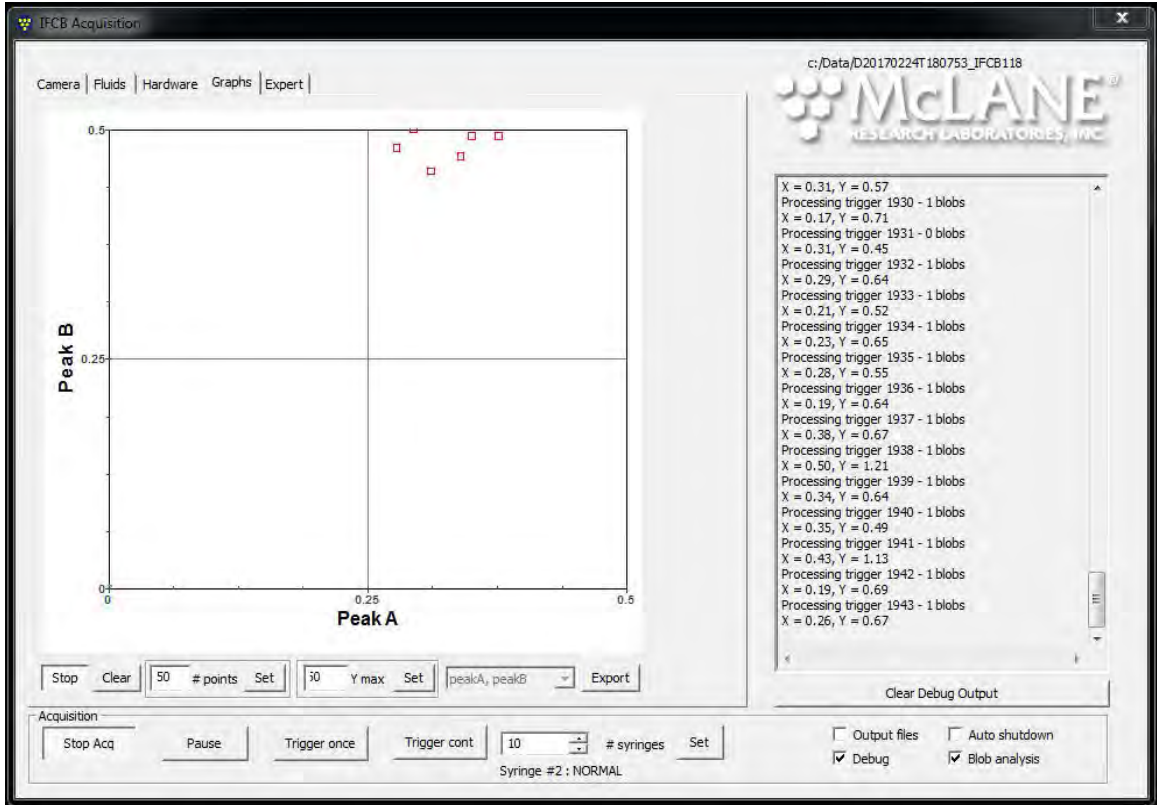 IFCB Acquisition
X
c:/Data/D20170224T180753_IFCB118
McLANE
RESEARCH LABORATORIES, INC
Camera Fluids Hardware Graphs Expert
0.5
Peak B
0.25
0
0 0.25 0.5
Peak A
X = 0.31, Y = 0.57
Processing trigger 1930 - 1 blobs
X = 0.17, Y = 0.71
Processing trigger 1931 - 0 blobs
X = 0.31, Y = 0.45
Processing trigger 1932 - 1 blobs
X = 0.29, Y = 0.64
Processing trigger 1933 - 1 blobs
X = 0.21, Y = 0.52
Processing trigger 1934 - 1 blobs
X = 0.23, Y = 0.65
Processing trigger 1935 - 1 blobs
X = 0.28, Y = 0.55
Processing trigger 1936 - 1 blobs
X = 0.19, Y = 0.64
Processing trigger 1937 - 1 blobs
X = 0.38, Y = 0.67
Processing trigger 1938 - 1 blobs
X = 0.50, Y = 1.21
Processing trigger 1939 - 1 blobs
X = 0.34, Y = 0.64
Processing trigger 1940 - 1 blobs
X = 0.35, Y = 0.49
Processing trigger 1941 - 1 blobs
X = 0.43, Y = 1.13
Processing trigger 1942 - 1 blobs
X = 0.19, Y = 0.69
Processing trigger 1943 - 1 blobs
X = 0.26, Y = 0.67
Stop Clear 50 # points Set Y max Set peakA, peakB Export
Clear Debug Output
Acquisition
Stop Acq Pause Trigger once Trigger cont 10 # syringes Set
Syringe #2 : NORMAL
Output files Auto shutdown
Debug Blob analysis